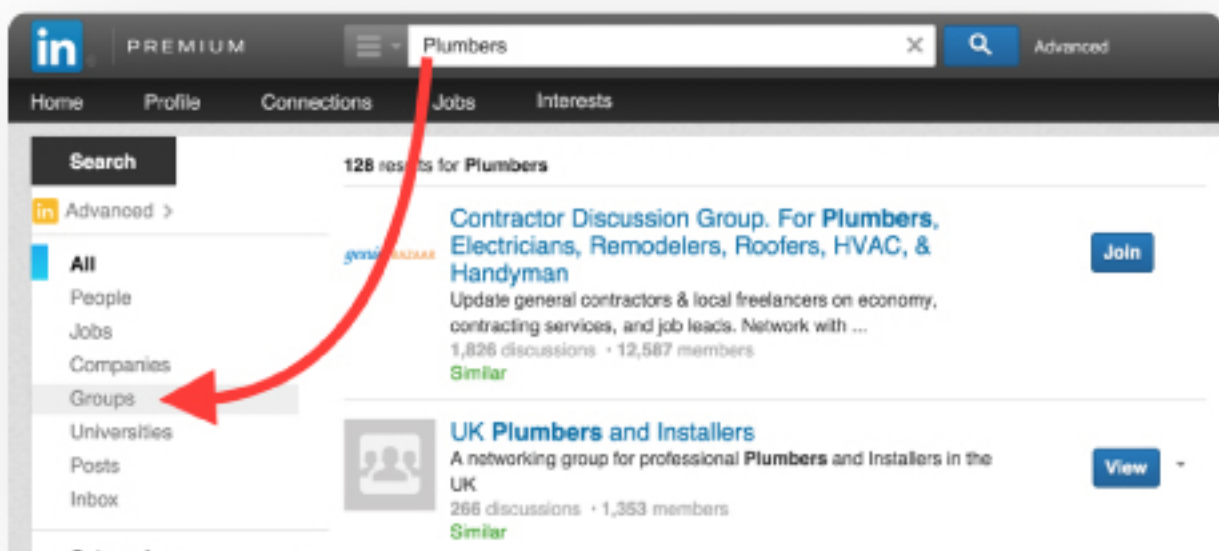 in PREMIUM Plumbers × Advanced
Home Profile Connections Jobs Interests
Search
in Advanced >
All
People
Jobs
Companies
Groups
Universities
Posts
Inbox
128 results for Plumbers
Contractor Discussion Group. For Plumbers,
Electricians, Remodelers, Roofers, HVAC, &
Handyman
Update general contractors & local freelancers on economy,
contracting services, and job leads. Network with ...
1,826 discussions · 12,587 members
Similar
Join
UK Plumbers and Installers
A networking group for professional Plumbers and Installers in the
UK
266 discussions · 1,353 members
Similar
View